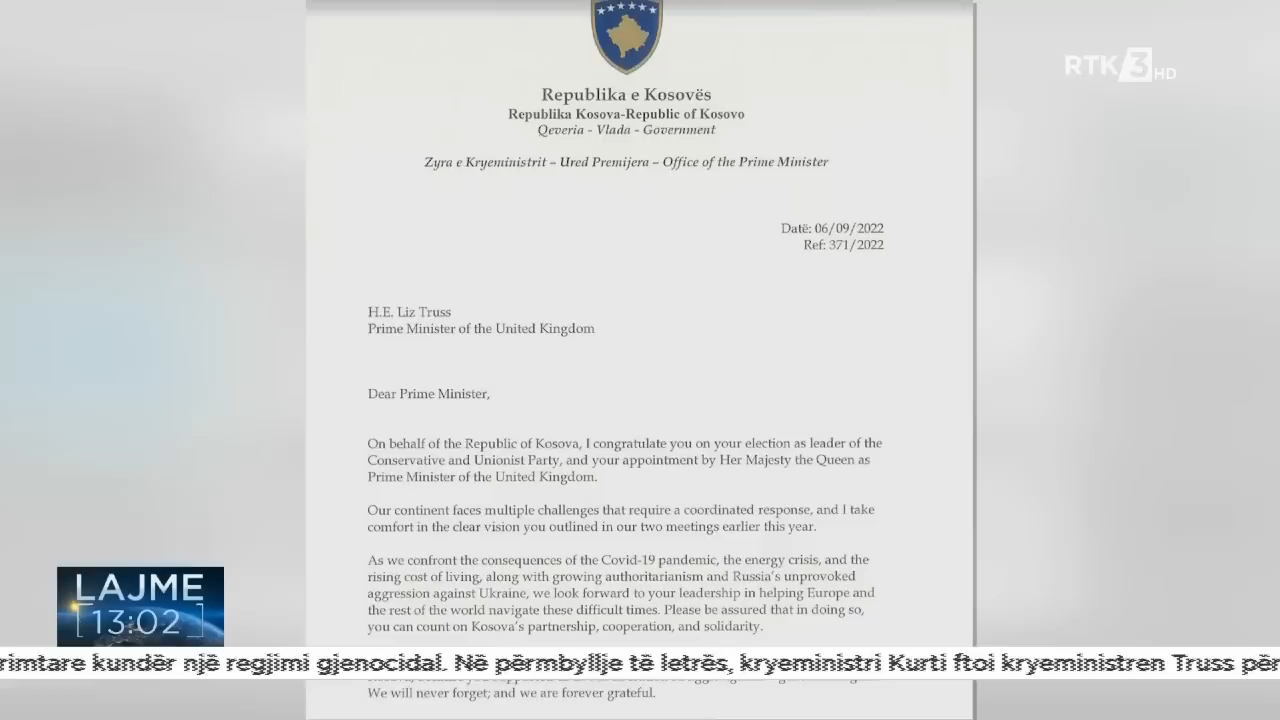 RTK 3 HD
Republika e Kosovës
Republika Kosova-Republic of Kosovo
Qeveria - Vlada - Government
Zyra e Kryeministrit – Ured Premijera – Office of the Prime Minister
Datë: 06/09/2022
Ref: 371/2022
H.E. Liz Truss
Prime Minister of the United Kingdom
Dear Prime Minister,
On behalf of the Republic of Kosova, I congratulate you on your election as leader of the
Conservative and Unionist Party, and your appointment by Her Majesty the Queen as
Prime Minister of the United Kingdom.
Our continent faces multiple challenges that require a coordinated response, and I take
comfort in the clear vision you outlined in our two meetings earlier this year.
As we confront the consequences of the Covid-19 pandemic, the energy crisis, and the
rising cost of living, along with growing authoritarianism and Russia's unprovoked
aggression against Ukraine, we look forward to your leadership in helping Europe and
the rest of the world navigate these difficult times. Please be assured that in doing so,
you can count on Kosova's partnership, cooperation, and solidarity.
LAJME
13:02
rimtare kundër një regjimi gjenocidal. Në përmbyllje të letrës, kryeministri Kurti ftoi kryeministren Truss për
We will never forget; and we are forever grateful.